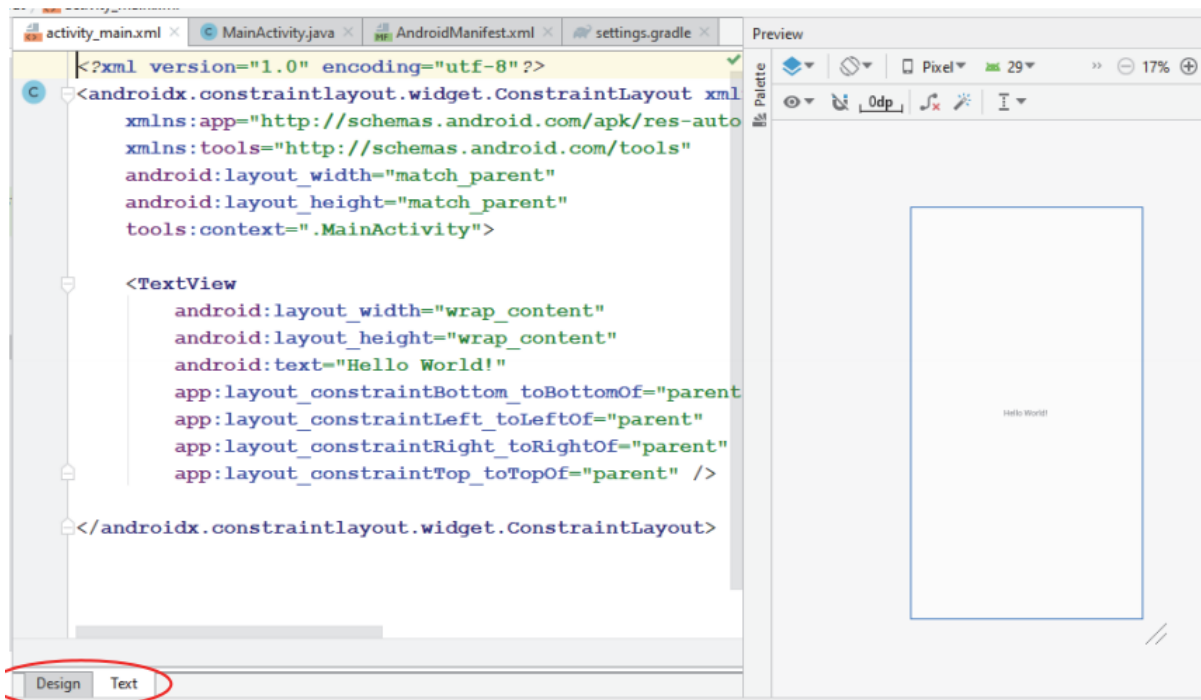 activity_main.xml
MainActivity.java
AndroidManifest.xml
settings.gradle
Preview
<?xml version="1.0" encoding="utf-8"?>
<androidx.constraintlayout.widget.ConstraintLayout xml
xmlns:app="http://schemas.android.com/apk/res-auto
xmlns:tools="http://schemas.android.com/tools"
android:layout_width="match_parent"
android:layout_height="match_parent"
tools:context=".MainActivity">
<TextView
android:layout_width="wrap_content"
android:layout_height="wrap_content"
android:text="Hello World!"
app:layout_constraintBottom_toBottomOf="parent
app:layout_constraintLeft_toLeftOf="parent"
app:layout_constraintRight_toRightOf="parent"
app:layout_constraintTop_toTopOf="parent" />
</androidx.constraintlayout.widget.ConstraintLayout>
Design Text
Palette
Pixel 29 17%
0dp
Hello World!